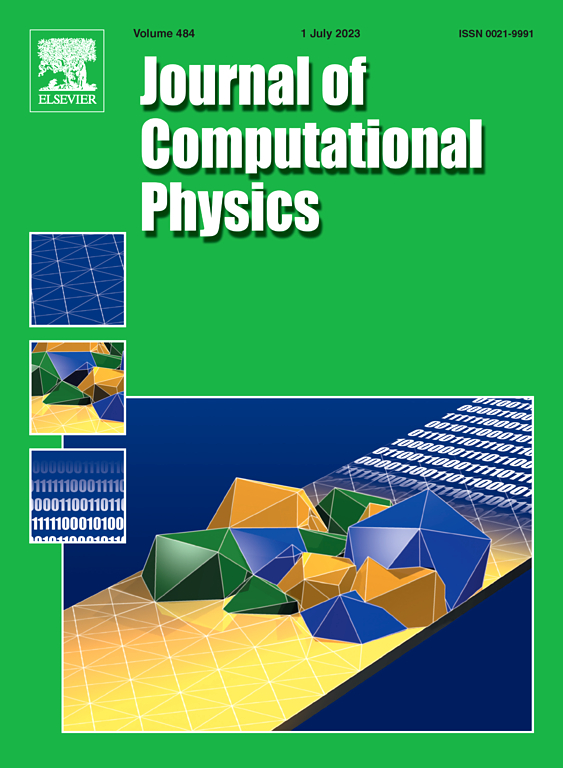 Volume 484 1 July 2023 ISSN 0021-9991
ELSEVIER
Journal of
Computational
Physics